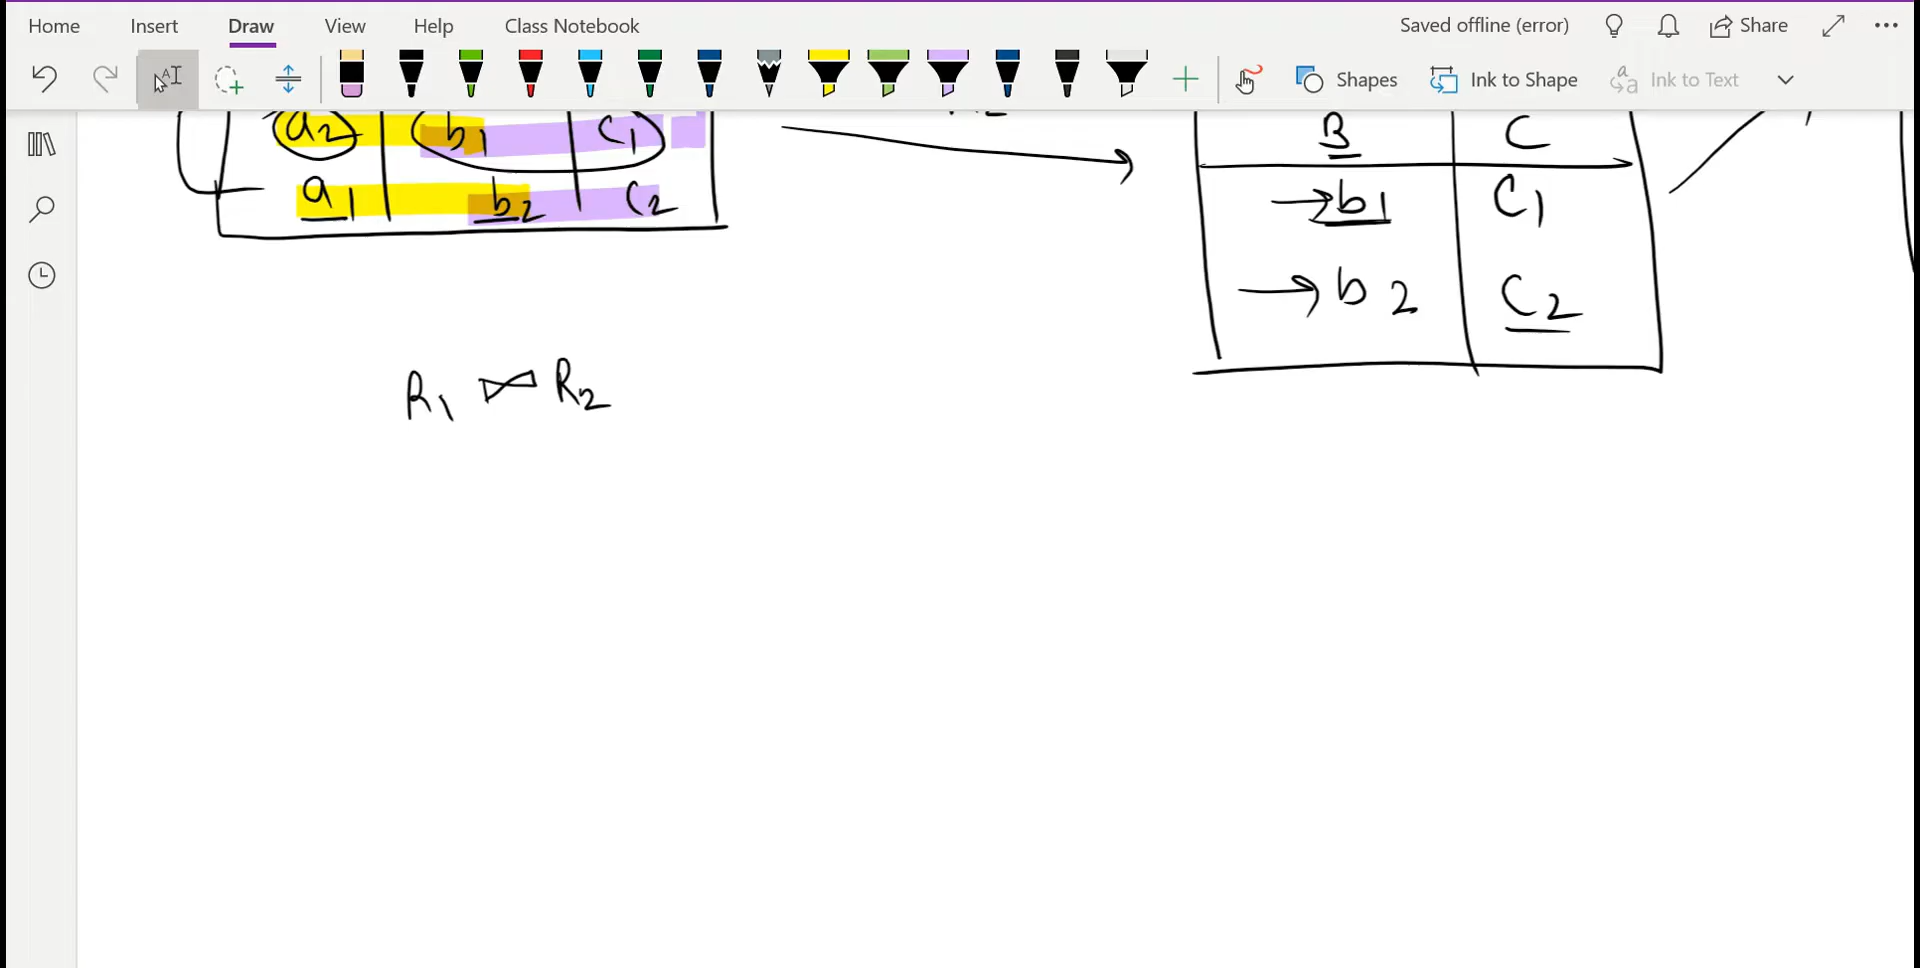 Home Insert Draw View Help Class Notebook Saved offline (error) Share
Shapes Ink to Shape Ink to Text
a2 b1 c1
a1 b2 c2
B C
→b1 C1
→b2 C2
R1 ⋈ R2